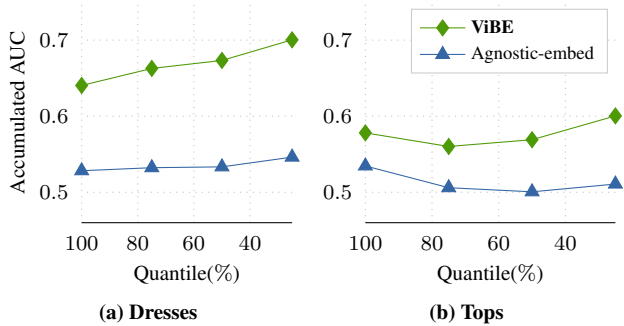 Accumulated AUC
0.7
0.6
0.5
100 80 60 40
Quantile(%)
(a) Dresses
ViBE
Agnostic-embed
0.7
0.6
0.5
100 80 60 40
Quantile(%)
(b) Tops